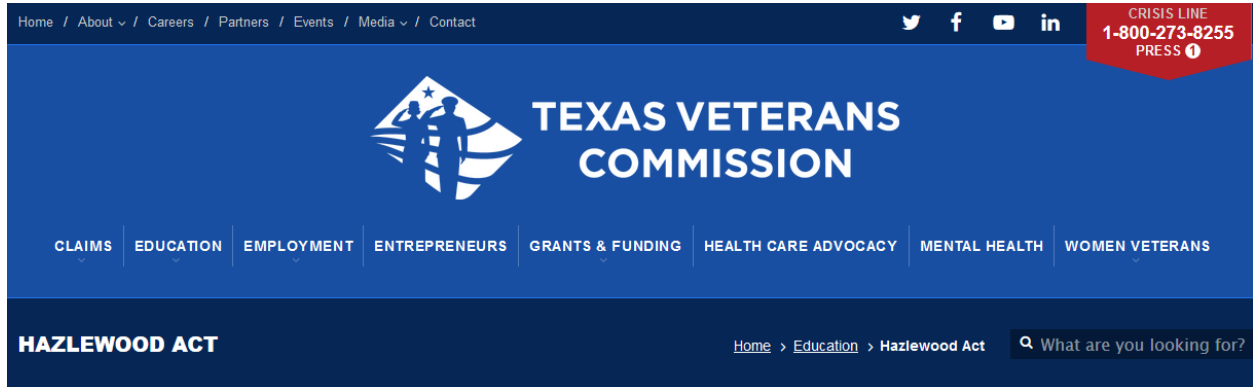 Home / About / Careers / Partners / Events / Media / Contact
CRISIS LINE
1-800-273-8255
PRESS 1
TEXAS VETERANS
COMMISSION
CLAIMS EDUCATION EMPLOYMENT ENTREPRENEURS GRANTS & FUNDING HEALTH CARE ADVOCACY MENTAL HEALTH WOMEN VETERANS
HAZLEWOOD ACT Home > Education > Hazlewood Act What are you looking for?